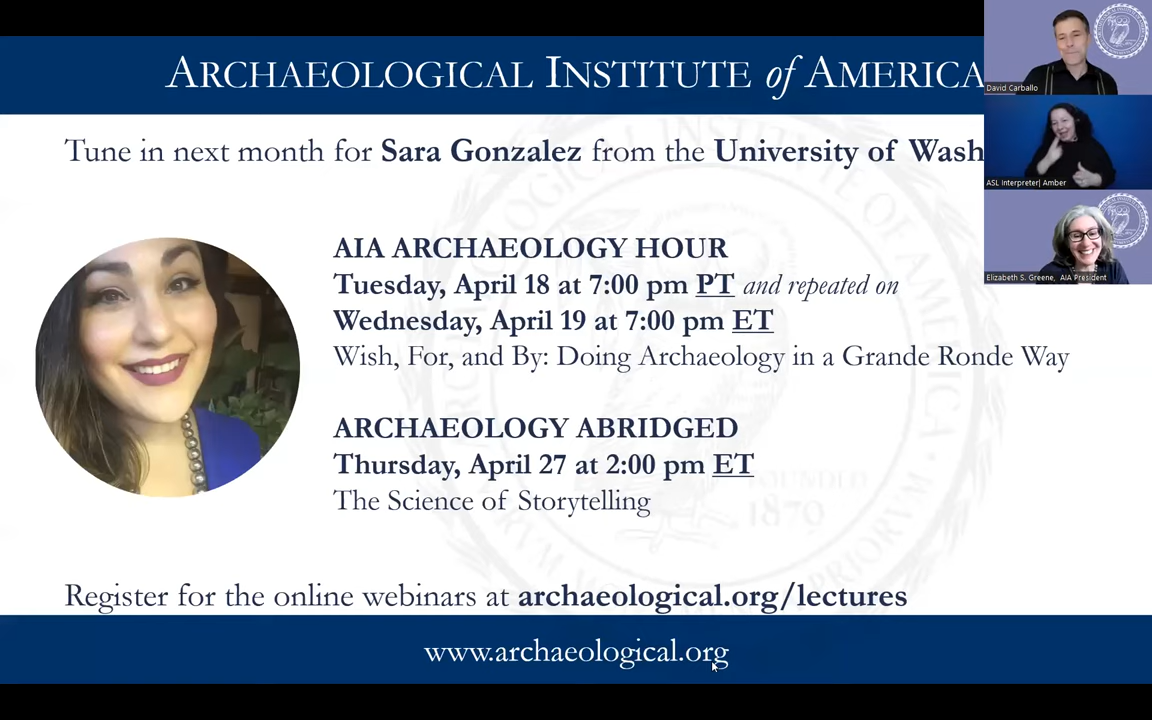 ARCHAEOLOGICAL INSTITUTE of AMERICA
Tune in next month for Sara Gonzalez from the University of Wash
AIA ARCHAEOLOGY HOUR
Tuesday, April 18 at 7:00 pm PT and repeated on
Wednesday, April 19 at 7:00 pm ET
Wish, For, and By: Doing Archaeology in a Grande Ronde Way
ARCHAEOLOGY ABRIDGED
Thursday, April 27 at 2:00 pm ET
The Science of Storytelling
Register for the online webinars at archaeological.org/lectures
www.archaeological.org
David Carballo
ASL Interpreter| Amber
Elizabeth S. Greene, AIA President
FOUNDED
1870